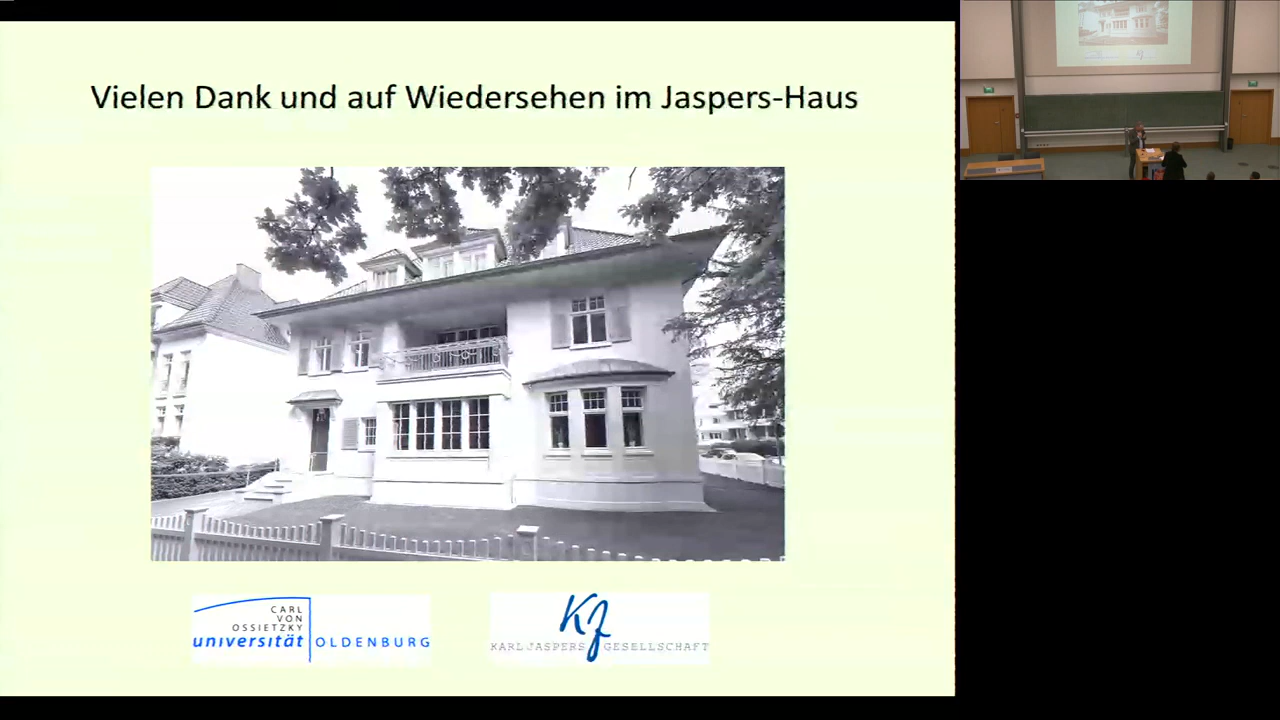 Vielen Dank und auf Wiedersehen im Jaspers-Haus
CARL
VON
OSSIETZKY
universität OLDENBURG
KJ
KARL JASPERS GESELLSCHAFT